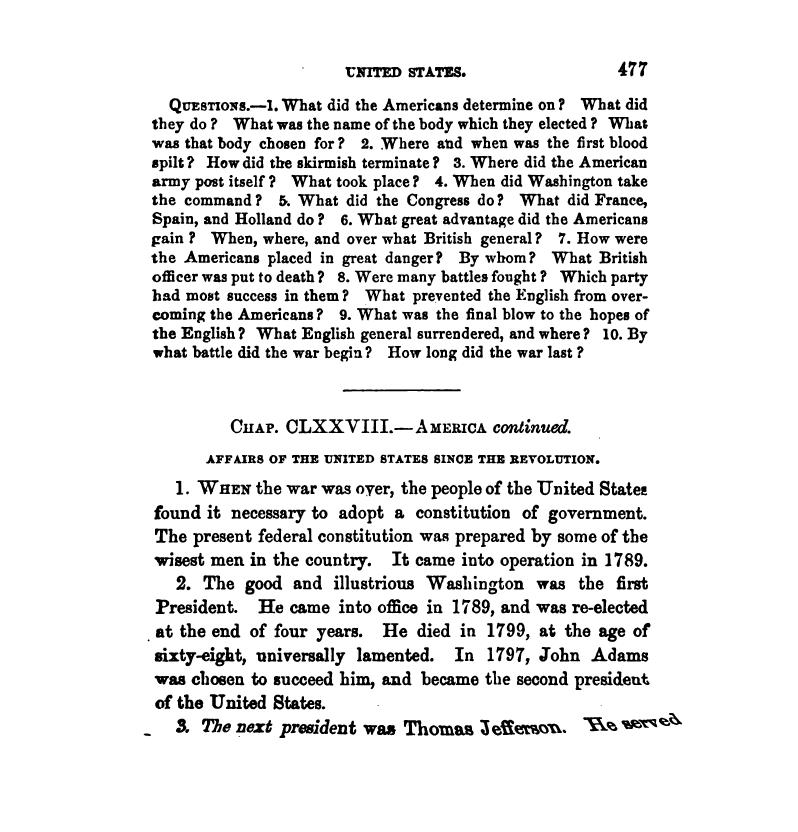 UNITED STATES. 477
QUESTIONS.—1. What did the Americans determine on? What did
they do? What was the name of the body which they elected? What
was that body chosen for? 2. Where and when was the first blood
spilt? How did the skirmish terminate? 3. Where did the American
army post itself? What took place? 4. When did Washington take
the command? 5. What did the Congress do? What did France,
Spain, and Holland do? 6. What great advantage did the Americans
gain? When, where, and over what British general? 7. How were
the Americans placed in great danger? By whom? What British
officer was put to death? 8. Were many battles fought? Which party
had most success in them? What prevented the English from over-
coming the Americans? 9. What was the final blow to the hopes of
the English? What English general surrendered, and where? 10. By
what battle did the war begin? How long did the war last?
CHAP. CLXXVIII.—AMERICA continued.
AFFAIRS OF THE UNITED STATES SINCE THE REVOLUTION.
1. WHEN the war was over, the people of the United States
found it necessary to adopt a constitution of government.
The present federal constitution was prepared by some of the
wisest men in the country. It came into operation in 1789.
2. The good and illustrious Washington was the first
President. He came into office in 1789, and was re-elected
at the end of four years. He died in 1799, at the age of
sixty-eight, universally lamented. In 1797, John Adams
was chosen to succeed him, and became the second president
of the United States.
3. The next president was Thomas Jefferson. He served